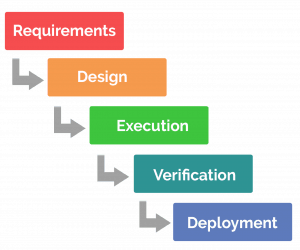 Requirements
Design
Execution
Verification
Deployment